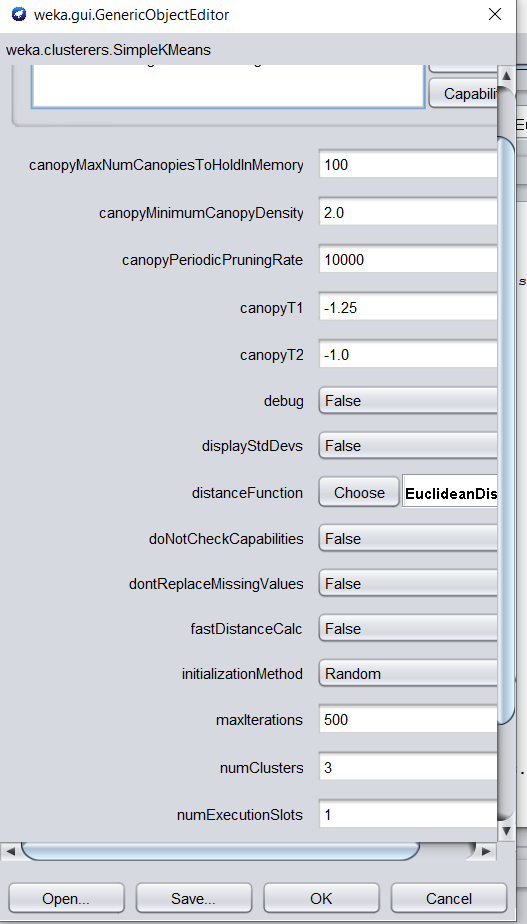 weka.gui.GenericObjectEditor
weka.clusterers.SimpleKMeans
Capabili
canopyMaxNumCanopiesToHoldInMemory 100
canopyMinimumCanopyDensity 2.0
canopyPeriodicPruningRate 10000
canopyT1 -1.25
canopyT2 -1.0
debug False
displayStdDevs False
distanceFunction Choose EuclideanDis
doNotCheckCapabilities False
dontReplaceMissingValues False
fastDistanceCalc False
initializationMethod Random
maxIterations 500
numClusters 3
numExecutionSlots 1
Open... Save... OK Cancel